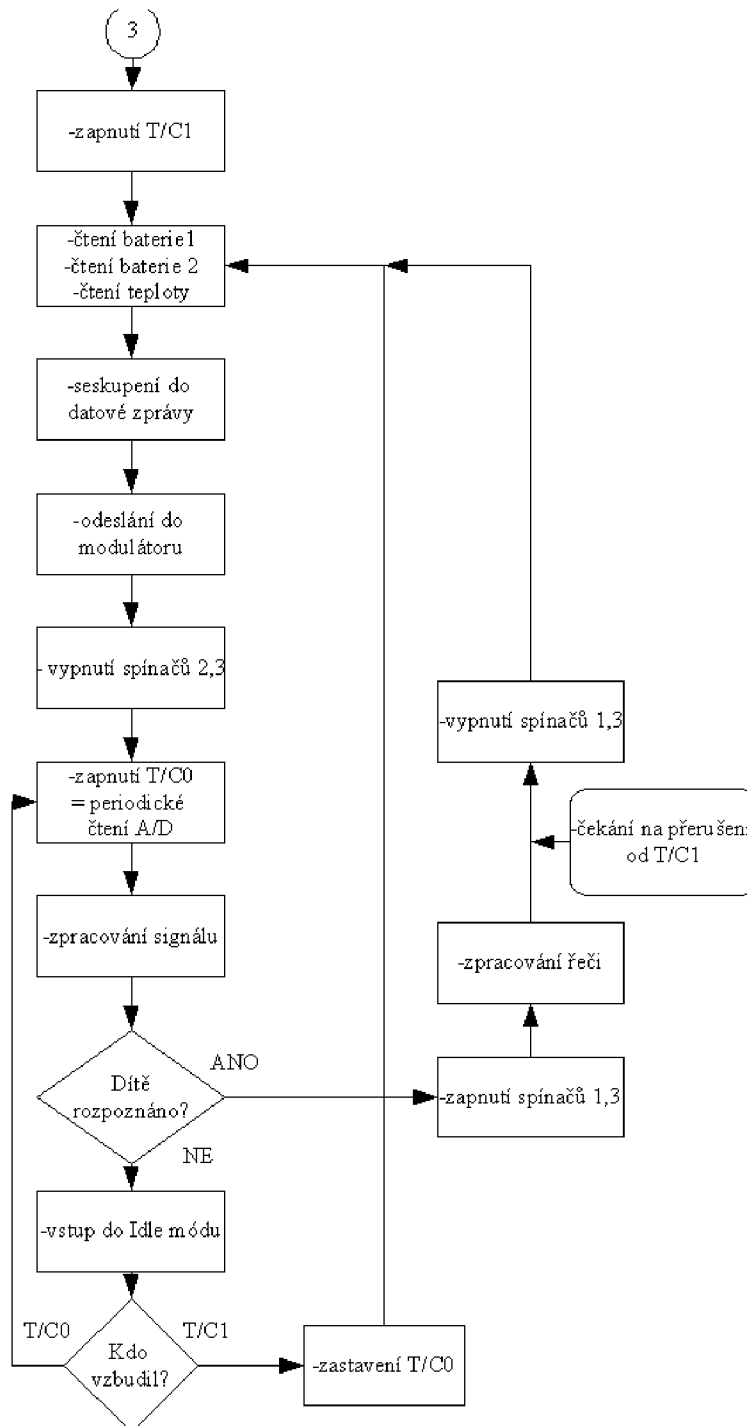 3
-zapnutí T/C1
-čtení baterie1
-čtení baterie 2
-čtení teploty
-seskupení do
datové zprávy
-odeslání do
modulátoru
- vypnutí spínačů 2,3
-zapnutí T/C0
= periodické
čtení A/D
-zpracování signálu
Dítě
rozpoznáno?
ANO
NE
-vstup do Idle módu
Kdo
vzbudil?
T/C0
T/C1
-zastavení T/C0
-zapnutí spínačů 1,3
-zpracování řeči
-čekání na přerušení
od T/C1
-vypnutí spínačů 1,3